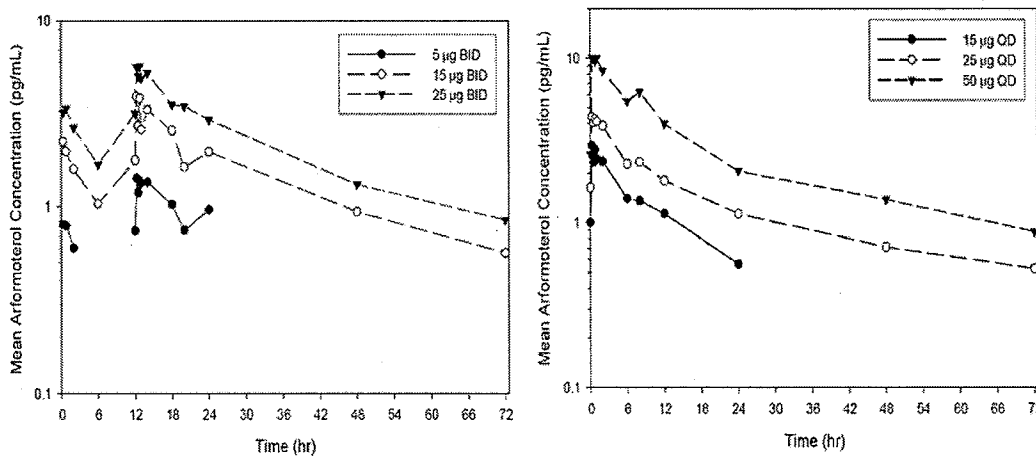 Mean Arformoterol Concentration (pg/mL)
10
1
0.1
5 µg BID
15 µg BID
25 µg BID
0 6 12 18 24 30 36 42 48 54 60 66 72
Time (hr)
Mean Arformoterol Concentration (pg/mL)
10
1
0.1
15 µg QD
25 µg QD
50 µg QD
0 6 12 18 24 30 36 42 48 54 60 66 7
Time (hr)